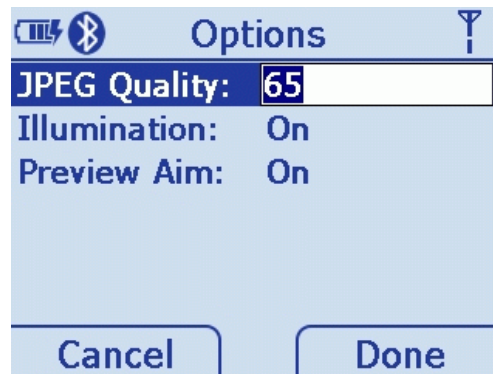 Options
JPEG Quality: 65
Illumination: On
Preview Aim: On
Cancel Done